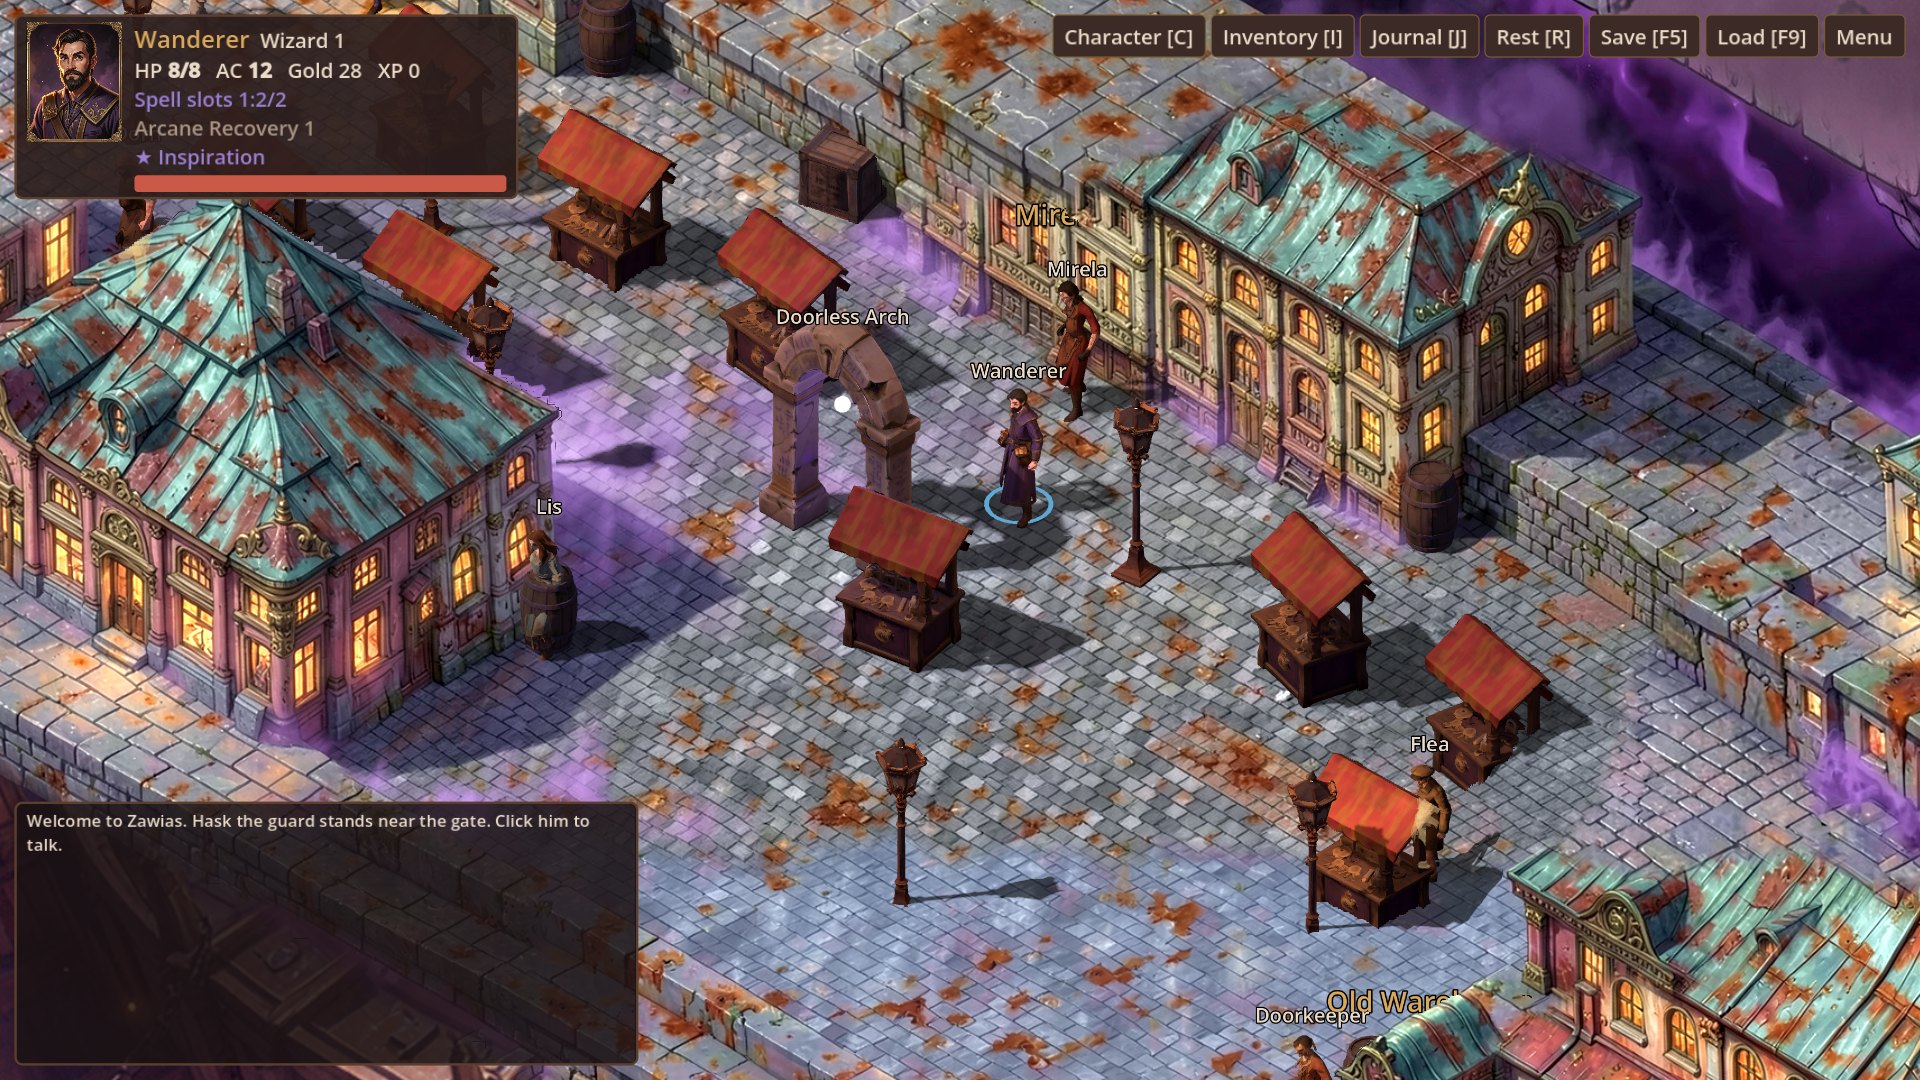 Wanderer Wizard 1
HP 8/8 AC 12 Gold 28 XP 0
Spell slots 1:2/2
Arcane Recovery 1
★ Inspiration
Character [C] Inventory [I] Journal [J] Rest [R] Save [F5] Load [F9] Menu
Mirela
Doorless Arch
Wanderer
Lis
Flea
Welcome to Zawias. Hask the guard stands near the gate. Click him to
talk.
Old
Doorkeeper